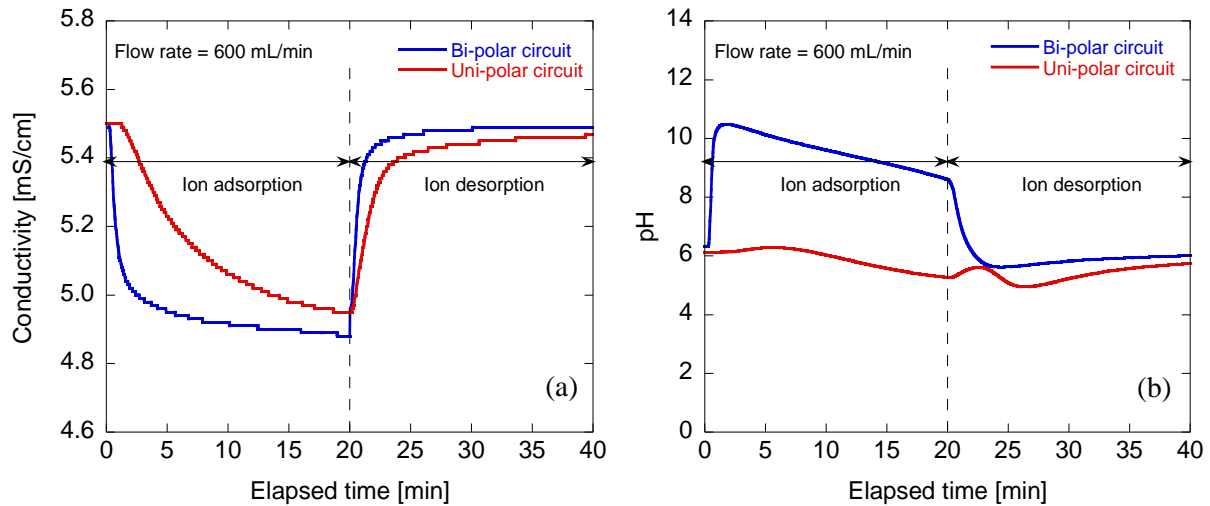 5.8
5.6
5.4
5.2
5.0
4.8
4.6
Conductivity [mS/cm]
Flow rate = 600 mL/min
Bi-polar circuit
Uni-polar circuit
Ion adsorption
Ion desorption
(a)
0 5 10 15 20 25 30 35 40
Elapsed time [min]
14
12
10
8
6
4
2
0
pH
Flow rate = 600 mL/min
Bi-polar circuit
Uni-polar circuit
Ion adsorption
Ion desorption
(b)
0 5 10 15 20 25 30 35 40
Elapsed time [min]